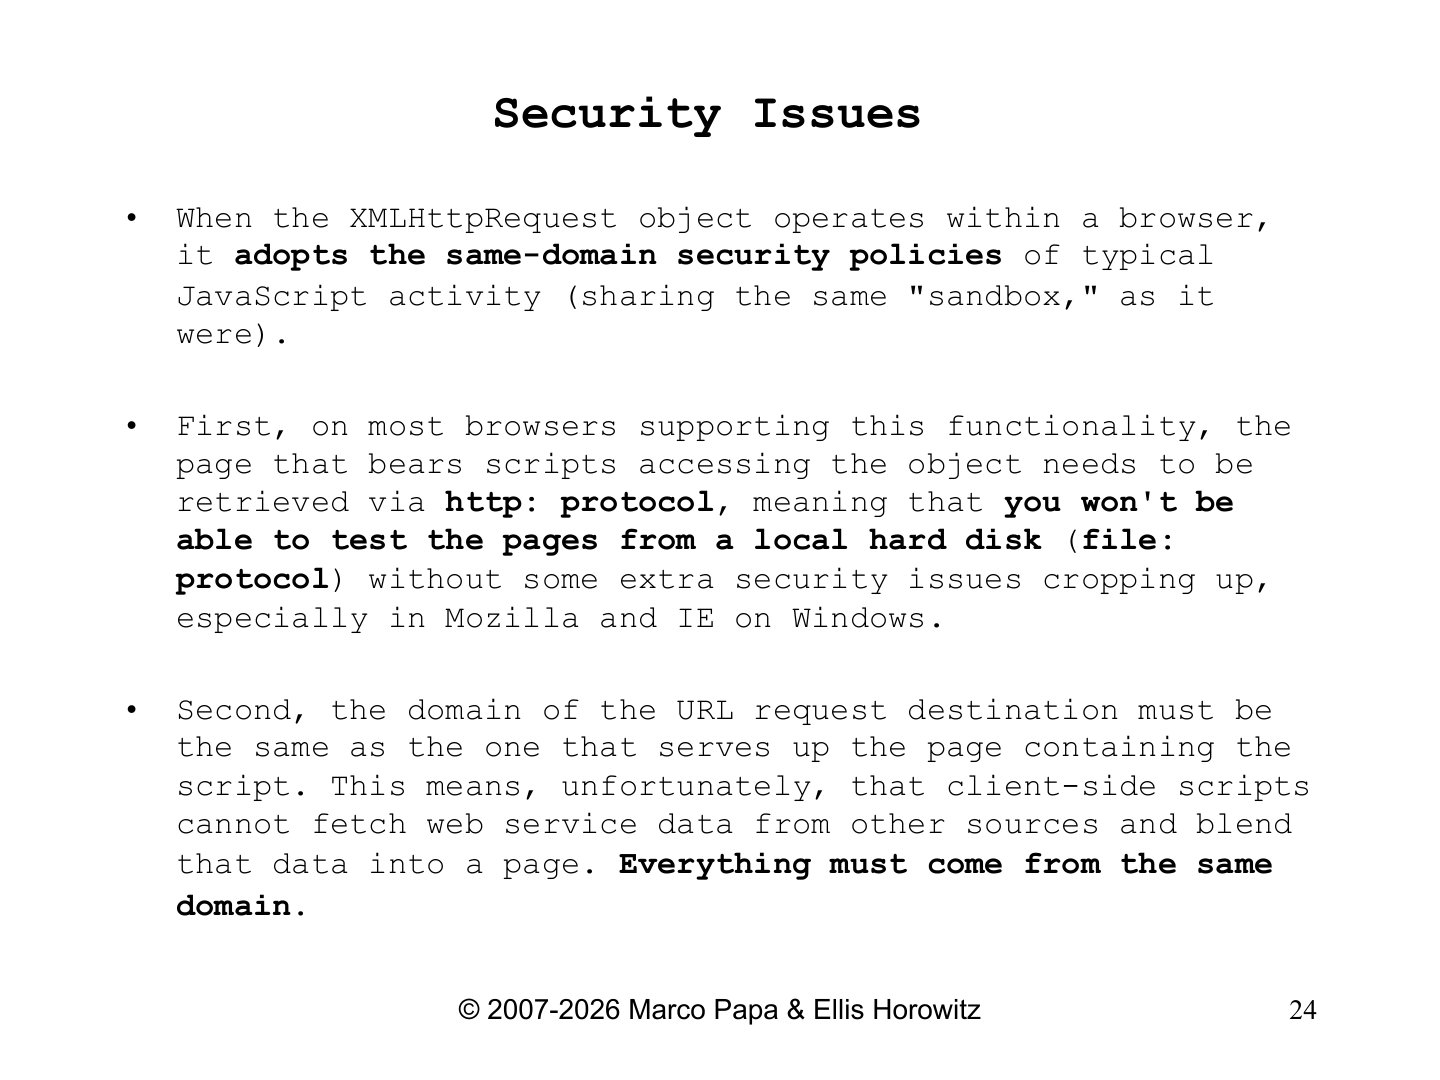 Security Issues
• When the XMLHttpRequest object operates within a browser,
it adopts the same-domain security policies of typical
JavaScript activity (sharing the same "sandbox," as it
were).
• First, on most browsers supporting this functionality, the
page that bears scripts accessing the object needs to be
retrieved via http: protocol, meaning that you won't be
able to test the pages from a local hard disk (file:
protocol) without some extra security issues cropping up,
especially in Mozilla and IE on Windows.
• Second, the domain of the URL request destination must be
the same as the one that serves up the page containing the
script. This means, unfortunately, that client-side scripts
cannot fetch web service data from other sources and blend
that data into a page. Everything must come from the same
domain.
© 2007-2026 Marco Papa & Ellis Horowitz
24